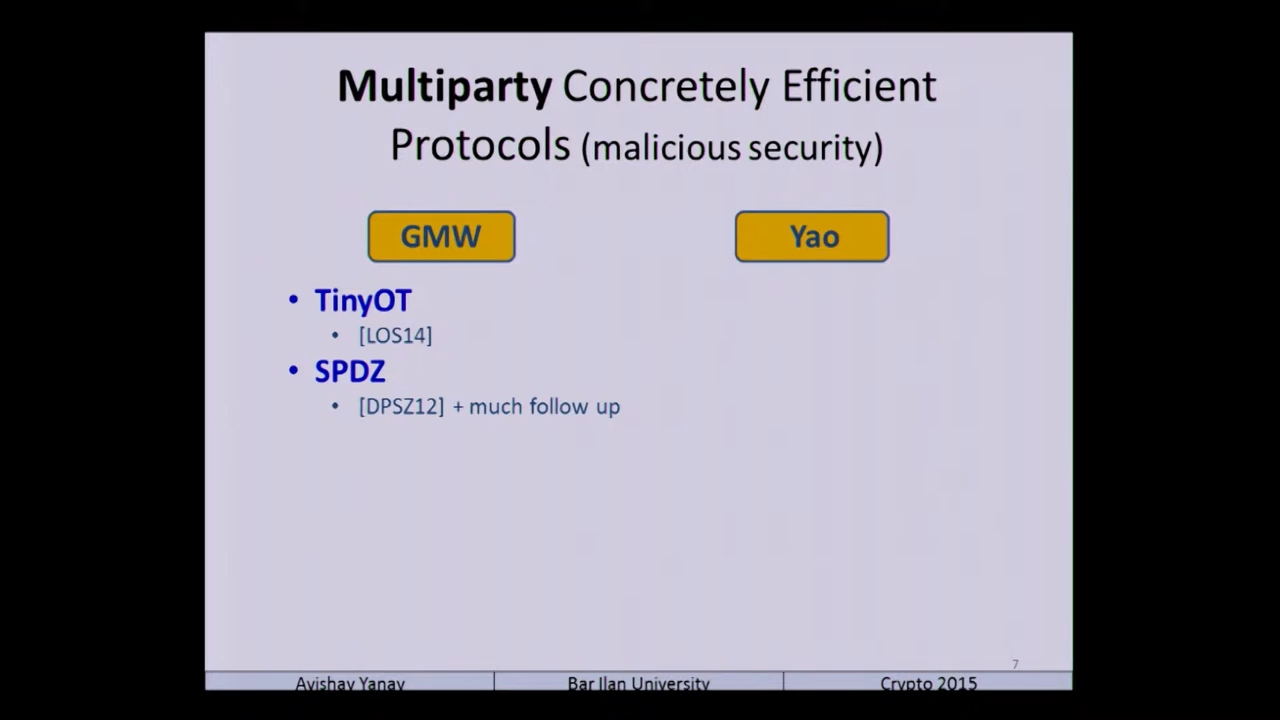 Multiparty Concretely Efficient
Protocols (malicious security)
GMW
Yao
• TinyOT
• [LOS14]
• SPDZ
• [DPSZ12] + much follow up
7
Avishay Yanay
Bar Ilan University
Crypto 2015